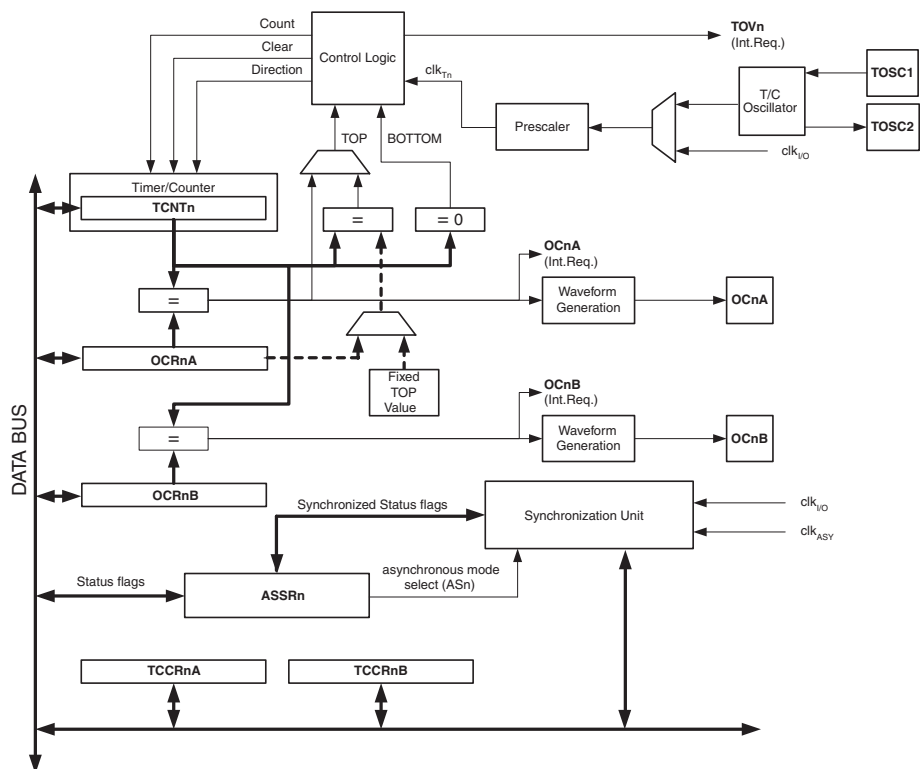 Count
Clear
Direction
Control Logic
TOVn
(Int.Req.)
clkTn
TOSC1
T/C
Oscillator
TOSC2
Prescaler
clkI/O
TOP
BOTTOM
Timer/Counter
TCNTn
=
= 0
OCnA
(Int.Req.)
=
Waveform
Generation
OCnA
OCRnA
Fixed
TOP
Value
OCnB
(Int.Req.)
=
Waveform
Generation
OCnB
DATA BUS
OCRnB
Synchronized Status flags
Synchronization Unit
clkI/O
clkASY
Status flags
ASSRn
asynchronous mode
select (ASn)
TCCRnA
TCCRnB